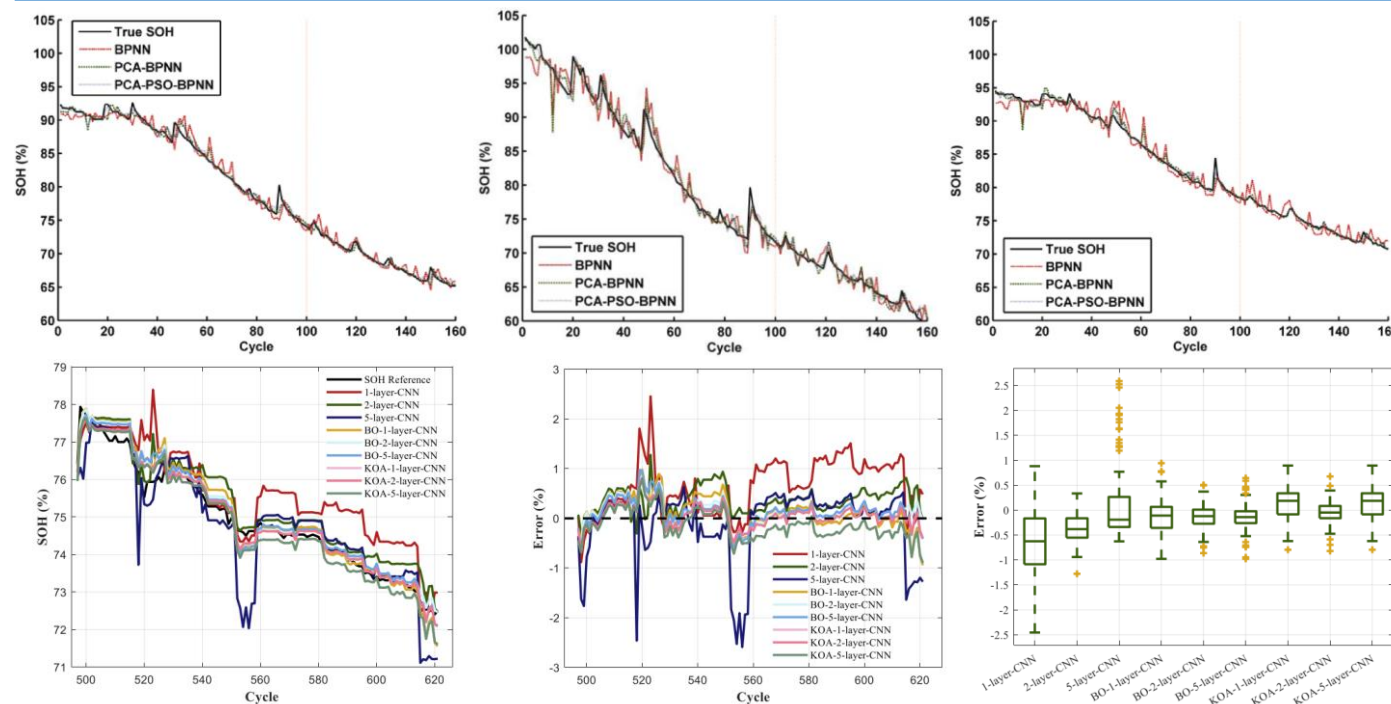 105
100
95
90
85
80
75
70
65
60
SOH (%)
True SOH
BPNN
PCA-BPNN
PCA-PSO-BPNN
0 20 40 60 80 100 120 140 160
Cycle
105
100
95
90
85
80
75
70
65
60
SOH (%)
True SOH
BPNN
PCA-BPNN
PCA-PSO-BPNN
0 20 40 60 80 100 120 140 160
Cycle
105
100
95
90
85
80
75
70
65
60
SOH (%)
True SOH
BPNN
PCA-BPNN
PCA-PSO-BPNN
0 20 40 60 80 100 120 140 160
Cycle
79
78
77
76
75
74
73
72
71
SOH (%)
SOH Reference
1-layer-CNN
2-layer-CNN
5-layer-CNN
BO-1-layer-CNN
BO-2-layer-CNN
BO-5-layer-CNN
KOA-1-layer-CNN
KOA-2-layer-CNN
KOA-5-layer-CNN
500 520 540 560 580 600 620
Cycle
3
2
1
0
-1
-2
-3
Error (%)
1-layer-CNN
2-layer-CNN
5-layer-CNN
BO-1-layer-CNN
BO-2-layer-CNN
BO-5-layer-CNN
KOA-1-layer-CNN
KOA-2-layer-CNN
KOA-5-layer-CNN
500 520 540 560 580 600 620
Cycle
2.5
2
1.5
1
0.5
0
-0.5
-1
-1.5
-2
-2.5
Error (%)
1-layer-CNN
2-layer-CNN
5-layer-CNN
BO-1-layer-CNN
BO-2-layer-CNN
BO-5-layer-CNN
KOA-1-layer-CNN
KOA-2-layer-CNN
KOA-5-layer-CNN